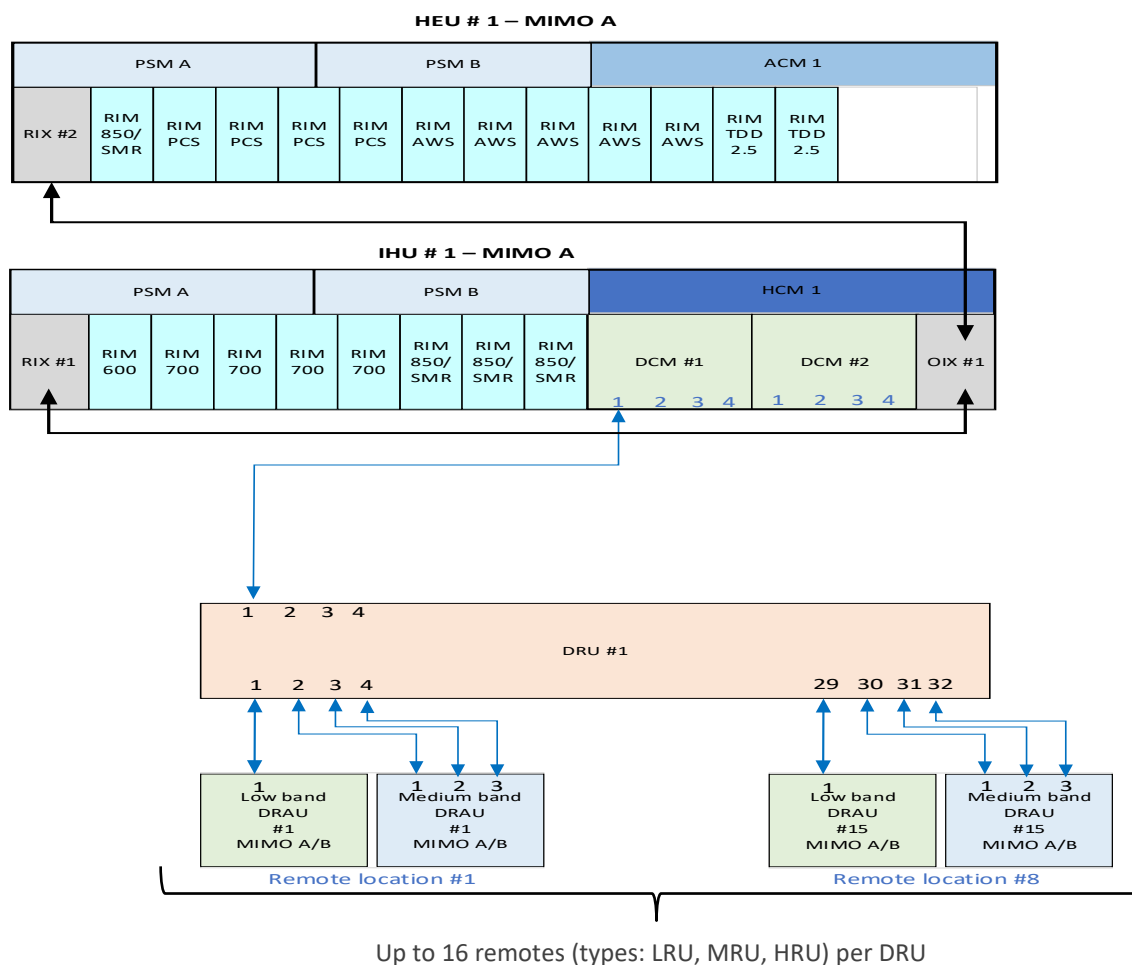 HEU # 1 – MIMO A
PSM A
PSM B
ACM 1
RIX #2
RIM
850/
SMR
RIM
PCS
RIM
PCS
RIM
PCS
RIM
PCS
RIM
AWS
RIM
AWS
RIM
AWS
RIM
AWS
RIM
AWS
RIM
TDD
2.5
RIM
TDD
2.5
IHU # 1 – MIMO A
PSM A
PSM B
HCM 1
RIX #1
RIM
600
RIM
700
RIM
700
RIM
700
RIM
700
RIM
850/
SMR
RIM
850/
SMR
RIM
850/
SMR
DCM #1
1 2 3 4
DCM #2
1 2 3 4
OIX #1
1 2 3 4
DRU #1
1 2 3 4
29 30 31 32
1
Low band
DRAU
#1
MIMO A/B
1 2 3
Medium band
DRAU
#1
MIMO A/B
1
Low band
DRAU
#15
MIMO A/B
1 2 3
Medium band
DRAU
#15
MIMO A/B
Remote location #1
Remote location #8
Up to 16 remotes (types: LRU, MRU, HRU) per DRU